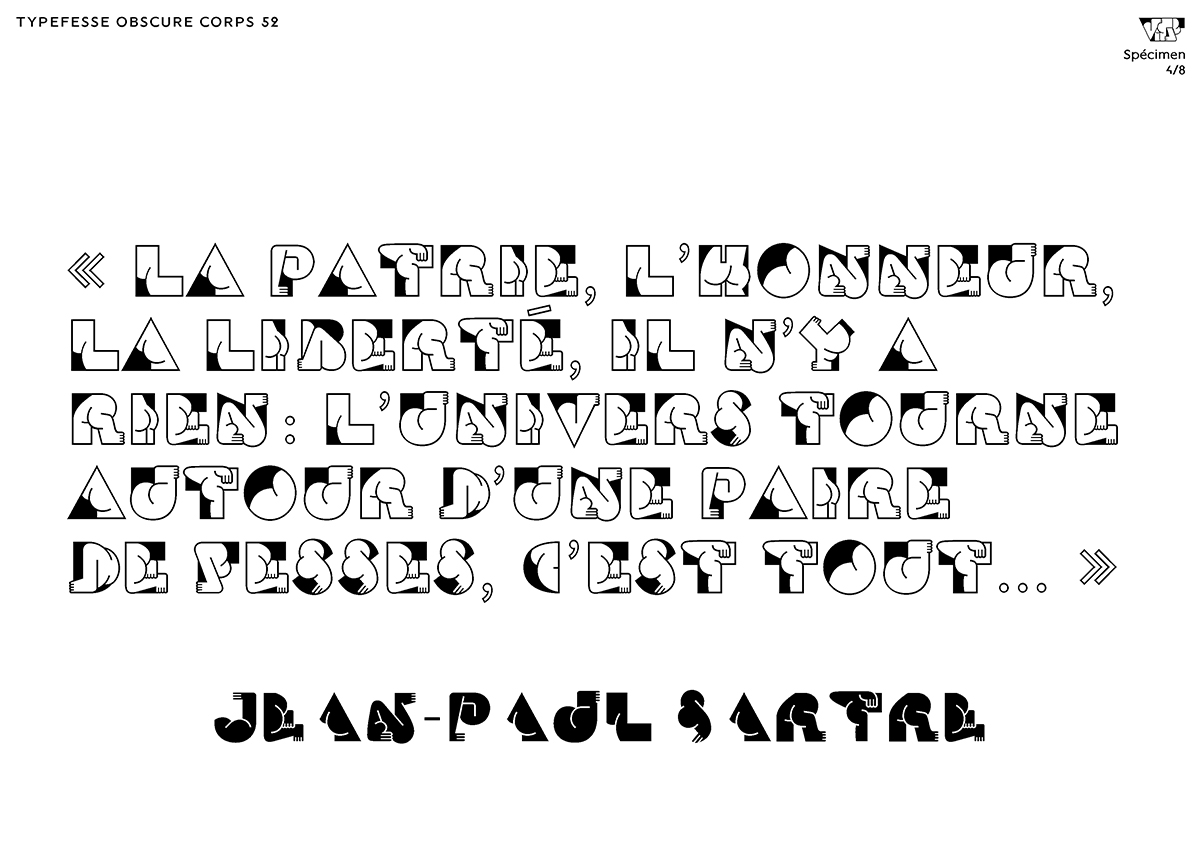 TYPEFESSE OBSCURE CORPS 52
VTP
Spécimen
4/8
« LA PATRIE, L’HONNEUR,
LA LIBERTÉ, IL N’Y A
RIEN : L’UNIVERS TOURNE
AUTOUR D’UNE PAIRE
DE FESSES, C’EST TOUT... »
JEAN-PAUL SARTRE